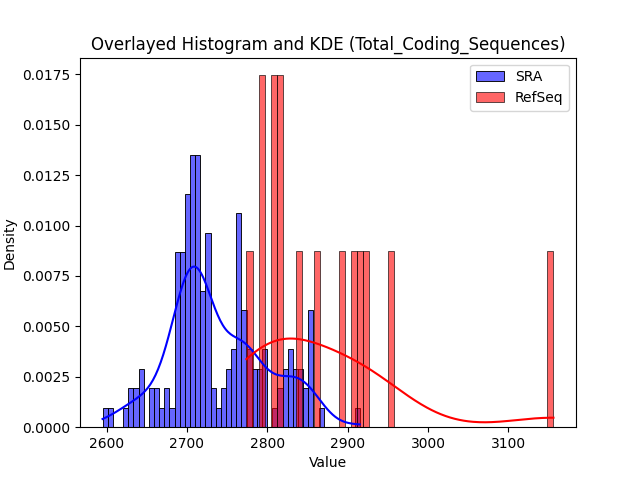 Overlayed Histogram and KDE (Total_Coding_Sequences)
SRA
RefSeq
0.0175
0.0150
0.0125
0.0100
0.0075
0.0050
0.0025
0.0000
Density
2600 2700 2800 2900 3000 3100
Value